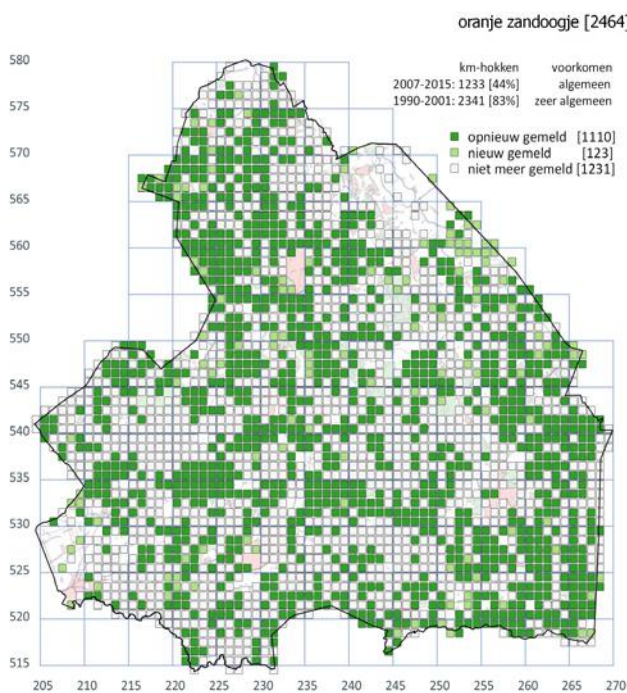 oranje zandoogje [2464]
km-hokken voorkomen
2007-2015: 1233 [44%] algemeen
1990-2001: 2341 [83%] zeer algemeen
opnieuw gemeld [1110]
nieuw gemeld [123]
niet meer gemeld [1231]
580
575
570
565
560
555
550
545
540
535
530
525
520
515
205 210 215 220 225 230 235 240 245 250 255 260 265 270